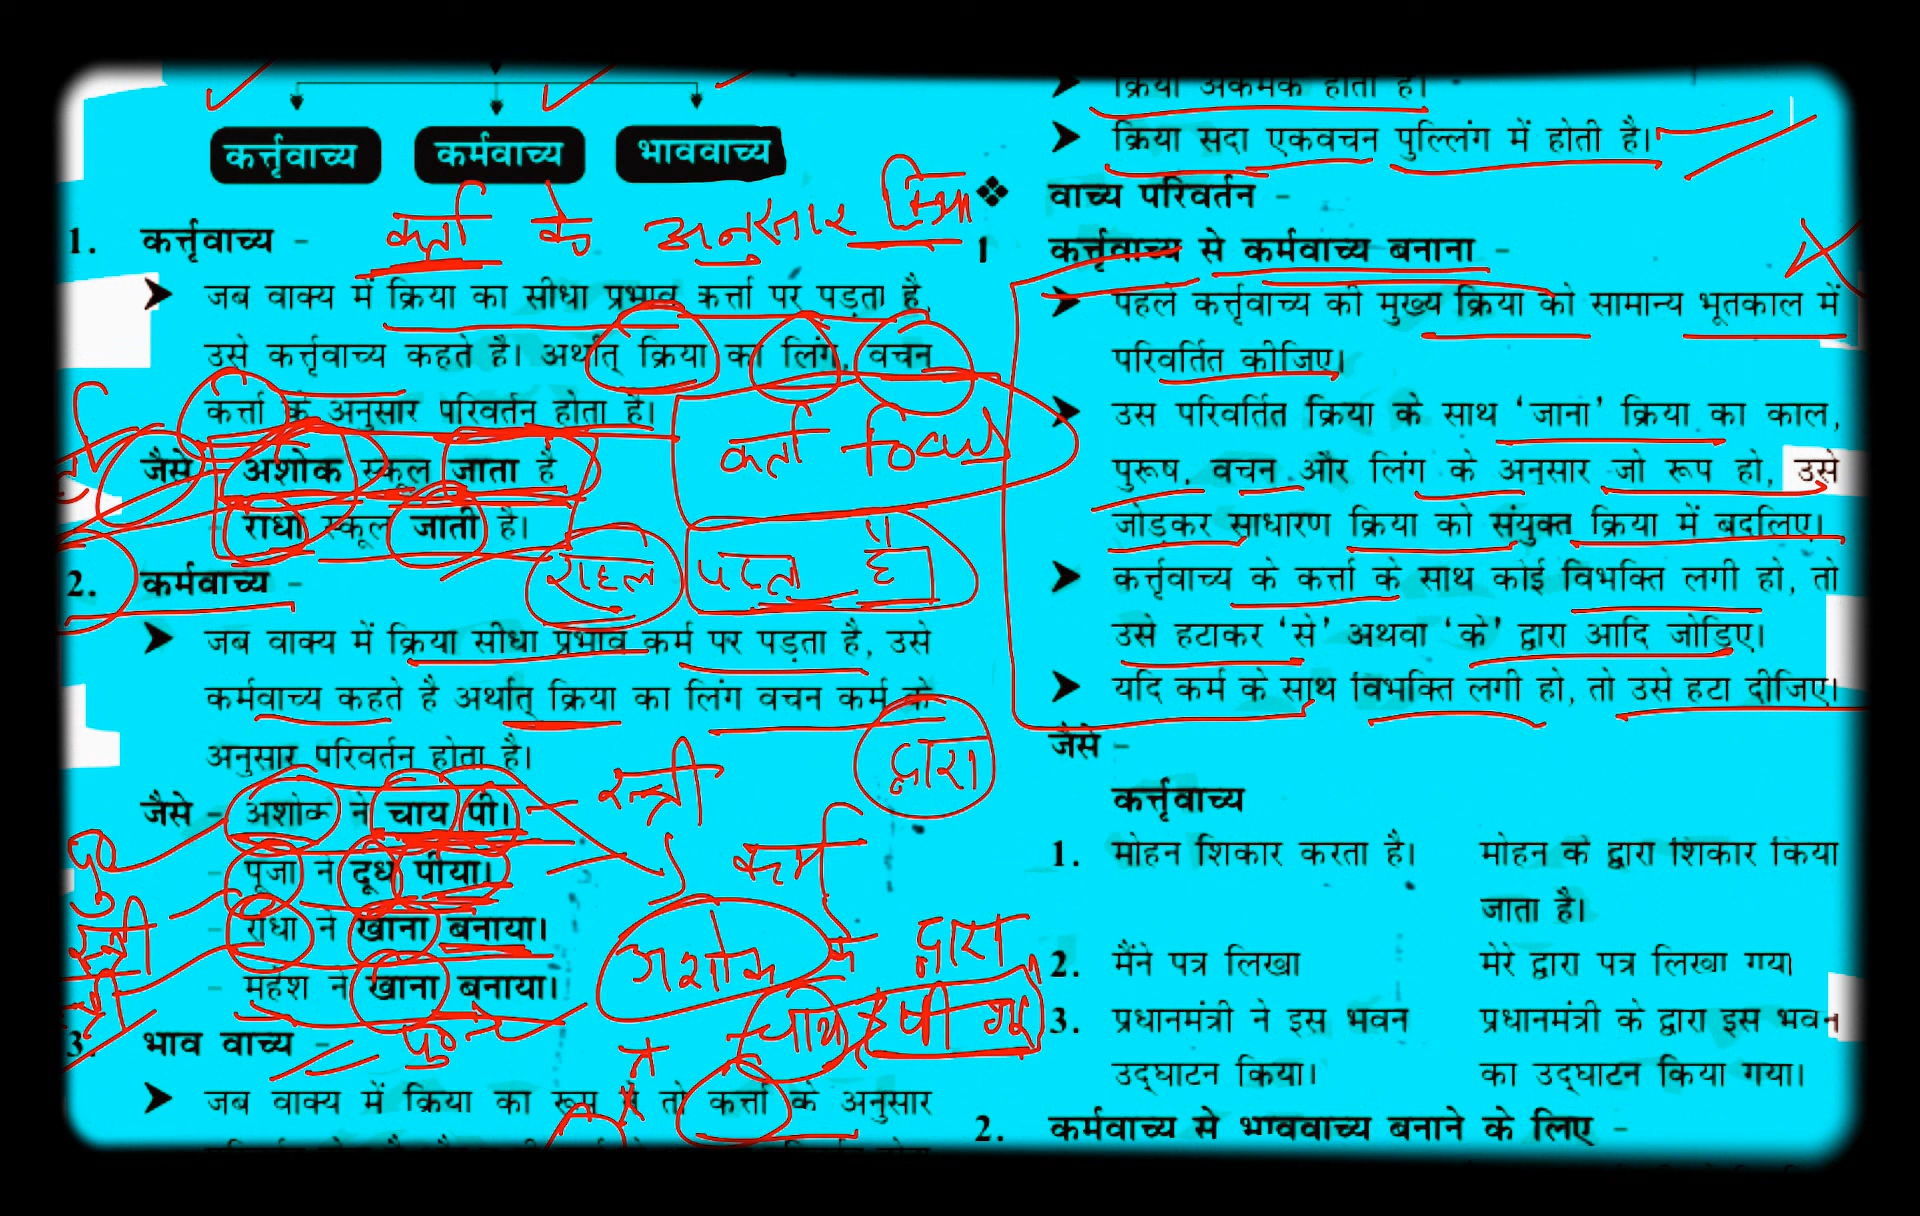 कर्त्तृवाच्य कर्मवाच्य भाववाच्य
1. कर्त्तृवाच्य - कर्ता के अनुसार क्रिया
➤ जब वाक्य में क्रिया का सीधा प्रभाव कर्त्ता पर पड़ता है,
उसे कर्त्तृवाच्य कहते है। अर्थात् क्रिया का लिंग, वचन
कर्त्ता के अनुसार परिवर्तन होता है।
कर्ता Focus
जैसे - अशोक स्कूल जाता है
- राधा स्कूल जाती है।
राहुल पढ़ता है
2. कर्मवाच्य -
➤ जब वाक्य में क्रिया सीधा प्रभाव कर्म पर पड़ता है, उसे
कर्मवाच्य कहते है अर्थात् क्रिया का लिंग वचन कर्म के
अनुसार परिवर्तन होता है।
द्वारा
जैसे - अशोक ने चाय पी। स्त्री
- पूजा ने दूध पीया। कर्म
- राधा ने खाना बनाया।
- महेश ने खाना बनाया।
अशोक के द्वारा
चाय पी गई
3. भाव वाच्य -
➤ जब वाक्य में क्रिया का रूप न तो कर्त्ता के अनुसार
➤ क्रिया अकर्मक होती है।
➤ क्रिया सदा एकवचन पुल्लिंग में होती है।
❖ वाच्य परिवर्तन -
1 कर्त्तृवाच्य से कर्मवाच्य बनाना -
➤ पहले कर्त्तृवाच्य की मुख्य क्रिया को सामान्य भूतकाल में
परिवर्तित कीजिए।
➤ उस परिवर्तित क्रिया के साथ ‘जाना’ क्रिया का काल,
पुरूष, वचन और लिंग के अनुसार जो रूप हो, उसे
जोड़कर साधारण क्रिया को संयुक्त क्रिया में बदलिए।
➤ कर्त्तृवाच्य के कर्त्ता के साथ कोई विभक्ति लगी हो, तो
उसे हटाकर ‘से’ अथवा ‘के’ द्वारा आदि जोड़िए।
➤ यदि कर्म के साथ विभक्ति लगी हो, तो उसे हटा दीजिए।
जैसे -
कर्त्तृवाच्य
1. मोहन शिकार करता है। मोहन के द्वारा शिकार किया
जाता है।
2. मैंने पत्र लिखा मेरे द्वारा पत्र लिखा गया
3. प्रधानमंत्री ने इस भवन प्रधानमंत्री के द्वारा इस भवन
उद्घाटन किया। का उद्घाटन किया गया।
2. कर्मवाच्य से भाववाच्य बनाने के लिए -